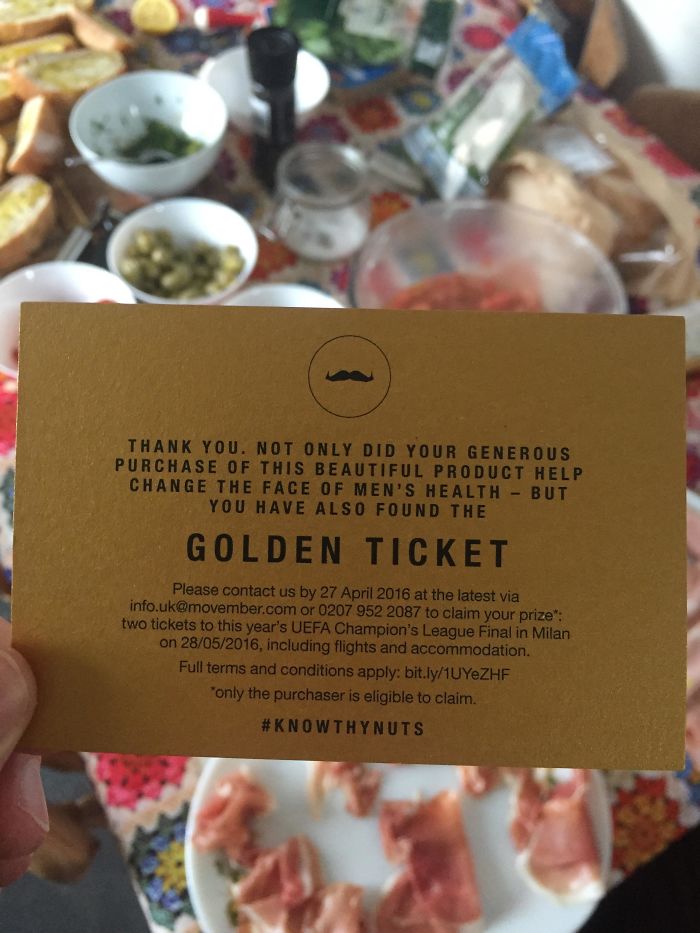 THANK YOU. NOT ONLY DID YOUR GENEROUS
PURCHASE OF THIS BEAUTIFUL PRODUCT HELP
CHANGE THE FACE OF MEN'S HEALTH – BUT
YOU HAVE ALSO FOUND THE
GOLDEN TICKET
Please contact us by 27 April 2016 at the latest via
info.uk@movember.com or 0207 952 2087 to claim your prize*:
two tickets to this year's UEFA Champion's League Final in Milan
on 28/05/2016, including flights and accommodation.
Full terms and conditions apply: bit.ly/1UYeZHF
*only the purchaser is eligible to claim.
#KNOWTHYNUTS